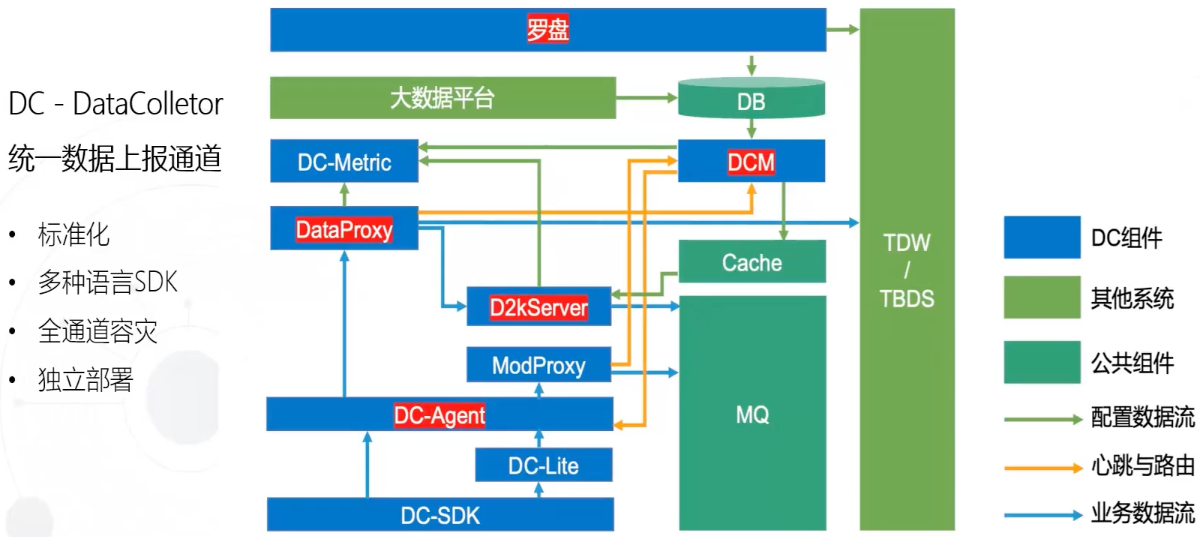 DC - DataColletor
统一数据上报通道
• 标准化
• 多种语言SDK
• 全通道容灾
• 独立部署
罗盘
大数据平台
DB
DC-Metric
DCM
DataProxy
Cache
D2kServer
ModProxy
DC-Agent
DC-Lite
DC-SDK
MQ
TDW
/
TBDS
DC组件
其他系统
公共组件
配置数据流
心跳与路由
业务数据流